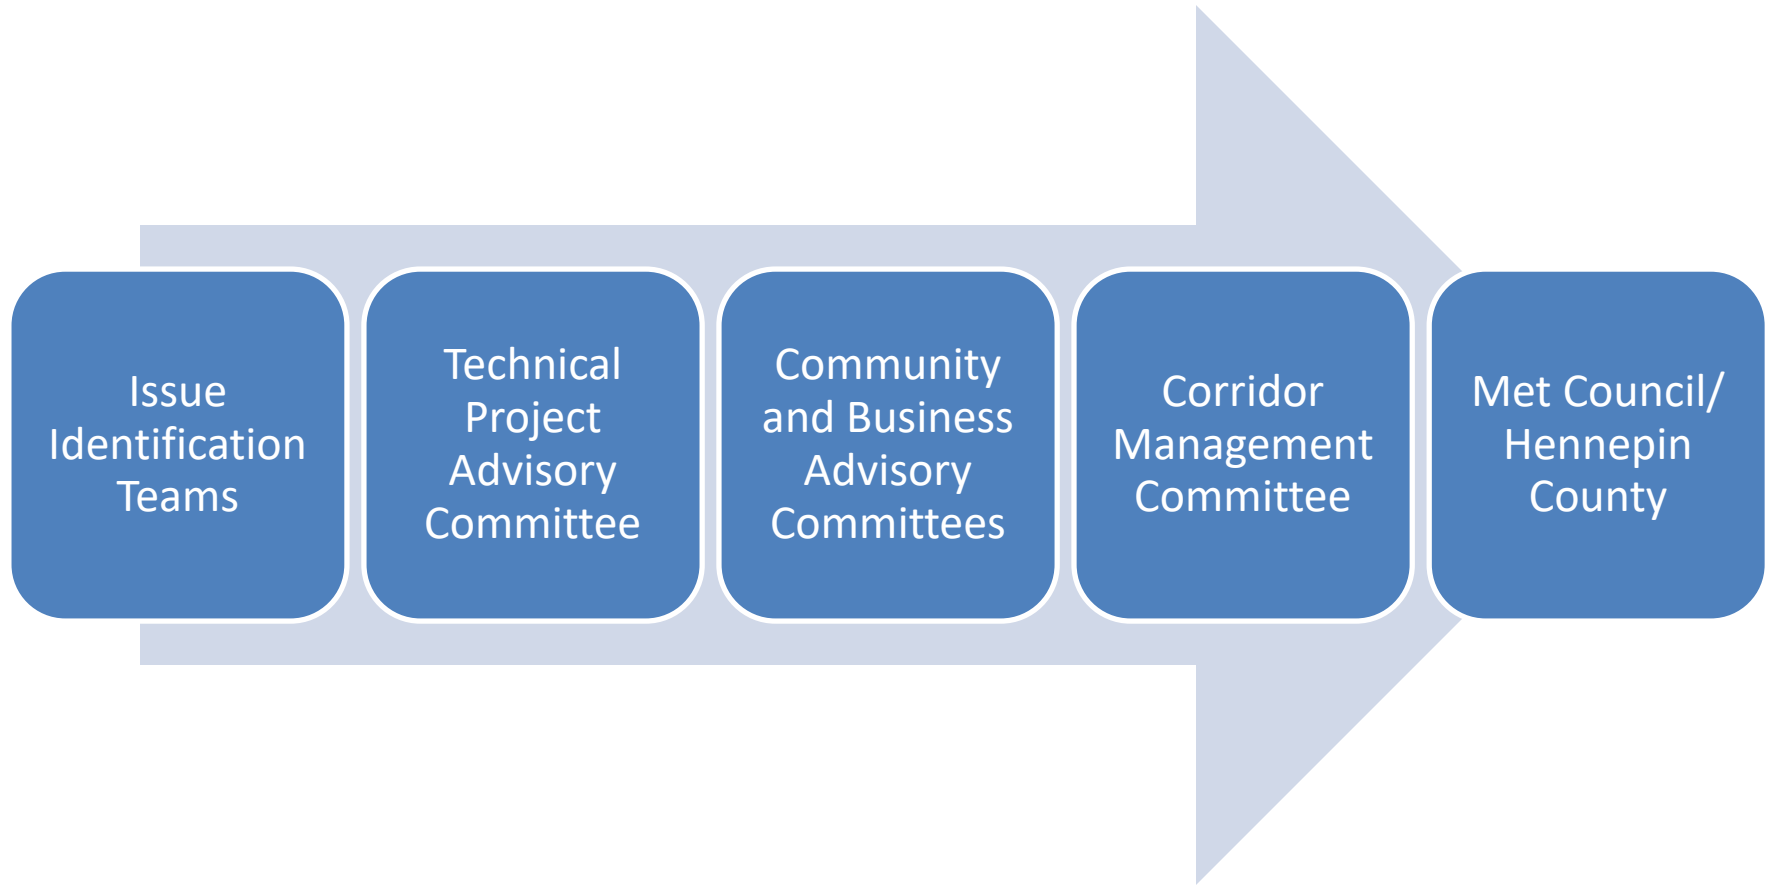 Issue
Identification
Teams
Technical
Project
Advisory
Committee
Community
and Business
Advisory
Committees
Corridor
Management
Committee
Met Council/
Hennepin
County